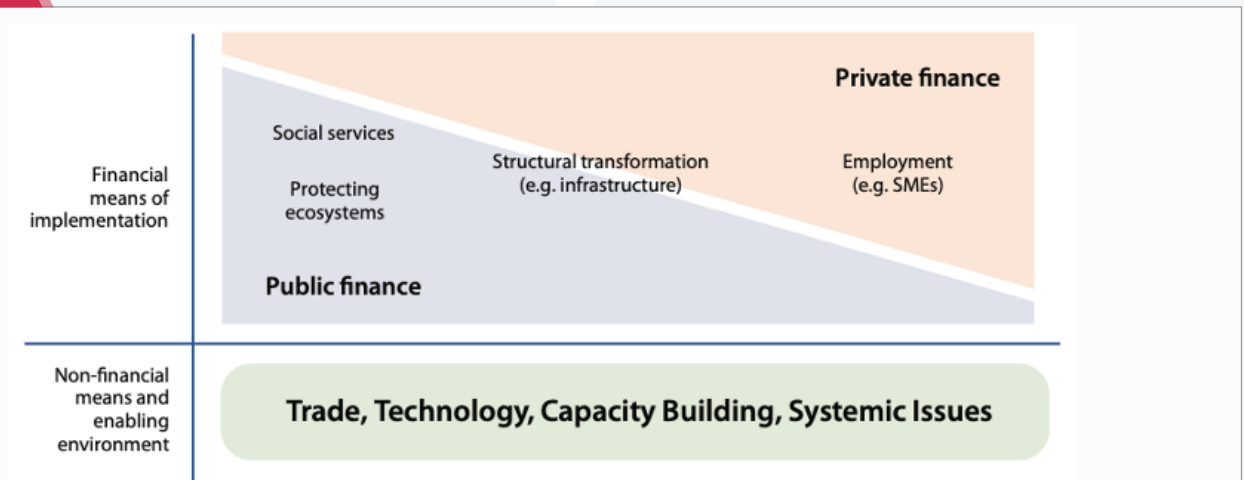 Private finance
Social services
Structural transformation
(e.g. infrastructure)
Employment
(e.g. SMEs)
Financial
means of
implementation
Protecting
ecosystems
Public finance
Non-financial
means and
enabling
environment
Trade, Technology, Capacity Building, Systemic Issues